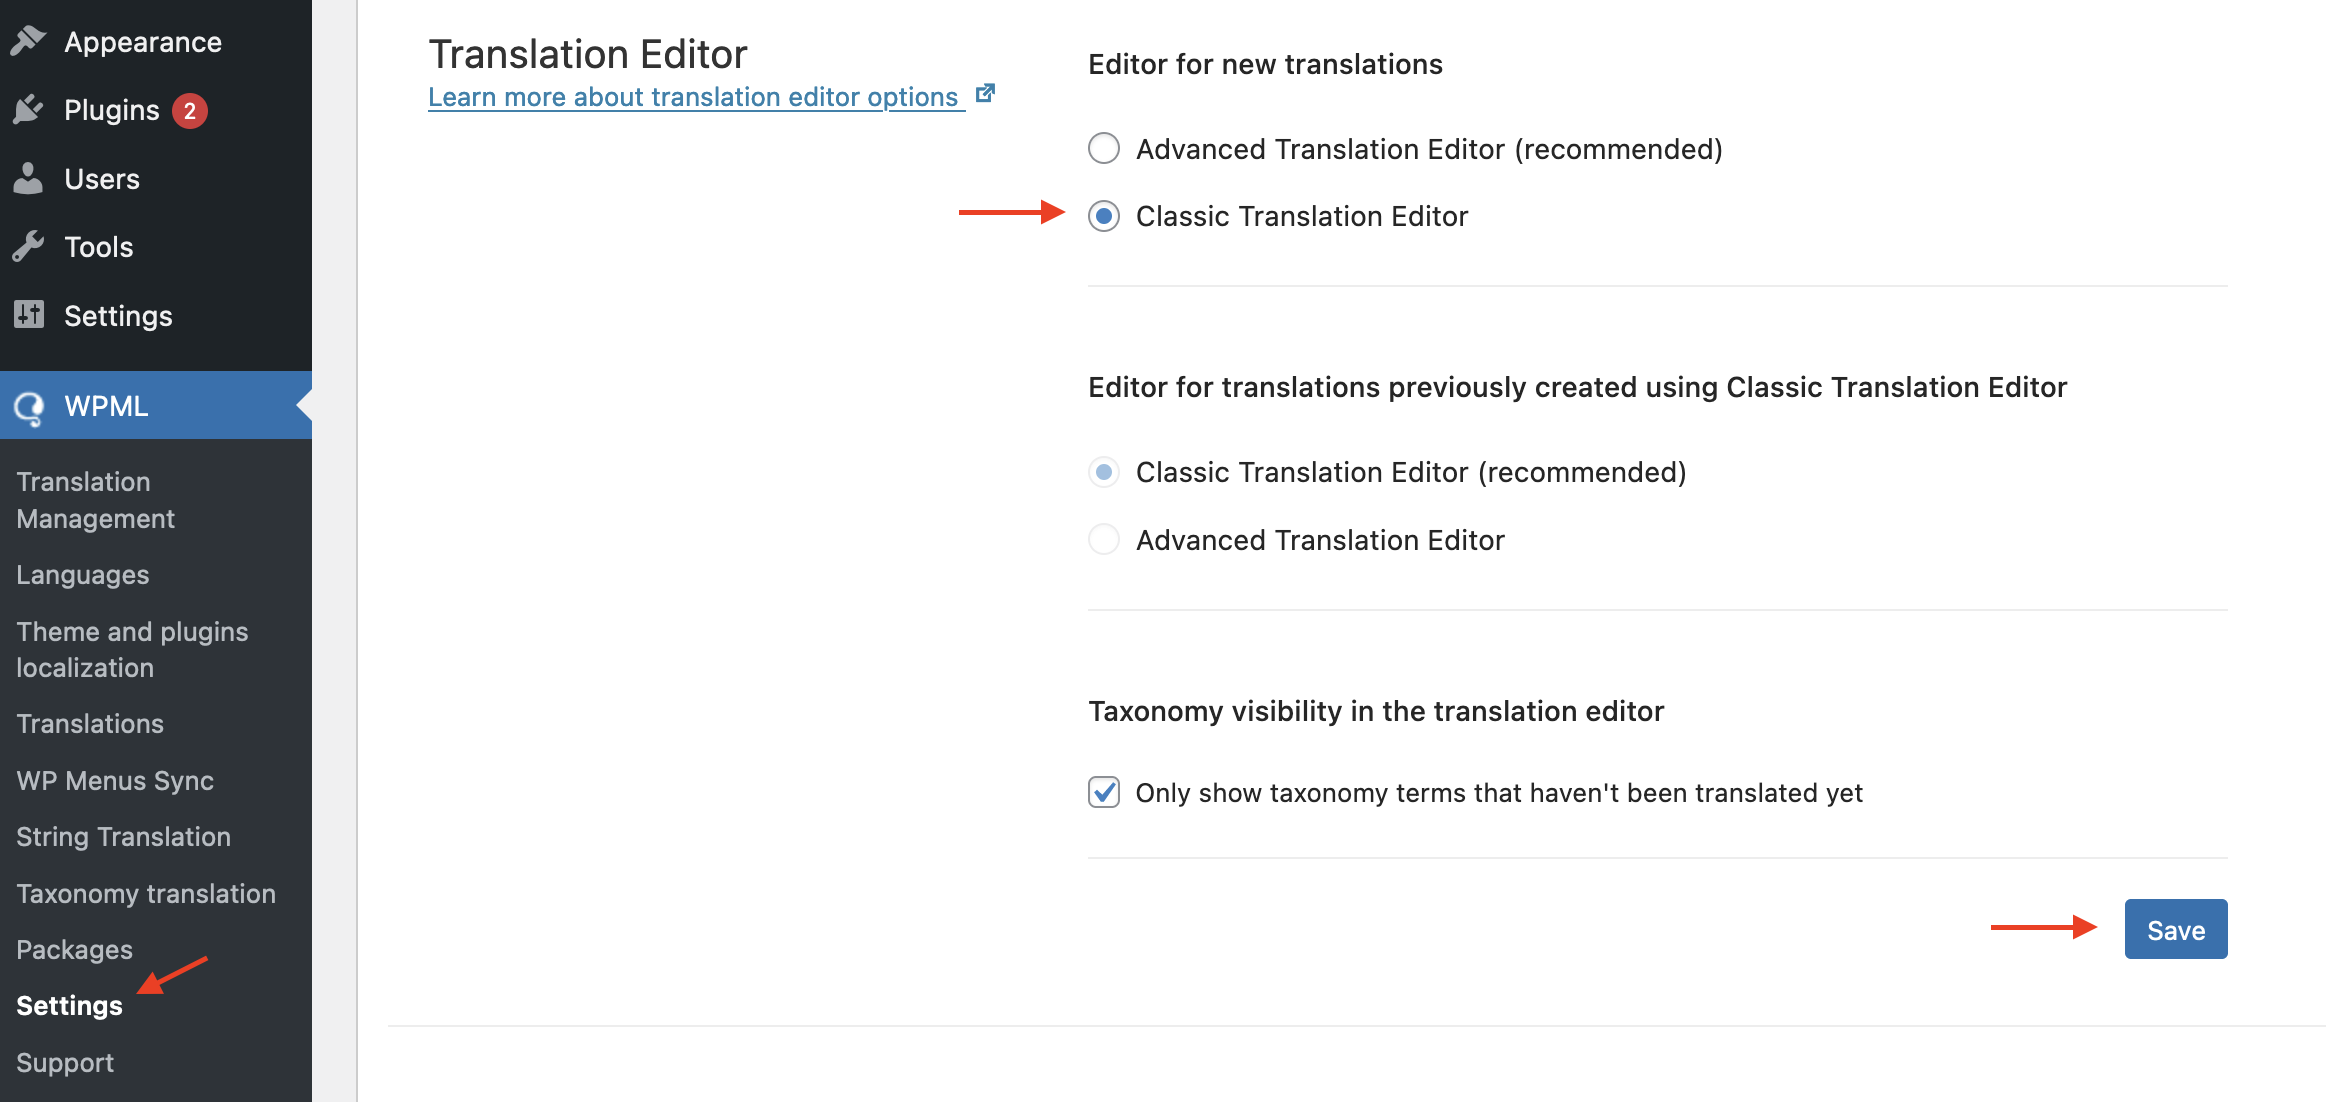 Appearance
Plugins 2
Users
Tools
Settings
WPML
Translation
Management
Languages
Theme and plugins
localization
Translations
WP Menus Sync
String Translation
Taxonomy translation
Packages
Settings
Support
Translation Editor
Learn more about translation editor options
Editor for new translations
Advanced Translation Editor (recommended)
Classic Translation Editor
Editor for translations previously created using Classic Translation Editor
Classic Translation Editor (recommended)
Advanced Translation Editor
Taxonomy visibility in the translation editor
Only show taxonomy terms that haven't been translated yet
Save